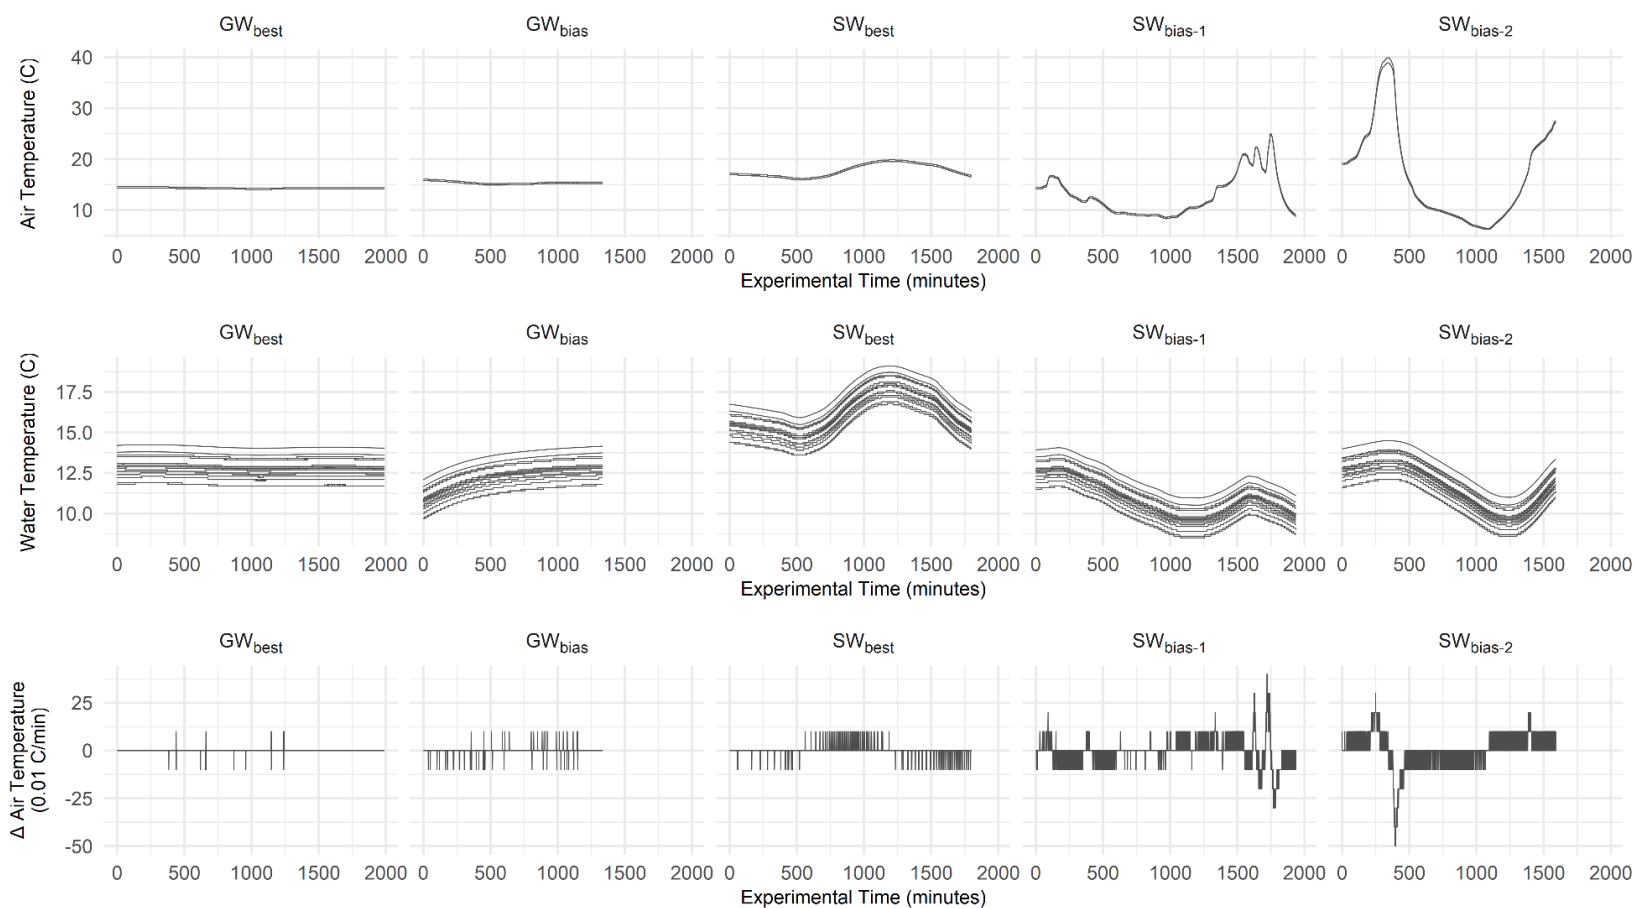 GWbest GWbias SWbest SWbias-1 SWbias-2
Air Temperature (C)
40
30
20
10
0 500 1000 1500 2000 0 500 1000 1500 2000 0 500 1000 1500 2000 0 500 1000 1500 2000 0 500 1000 1500 2000
Experimental Time (minutes)
GWbest GWbias SWbest SWbias-1 SWbias-2
Water Temperature (C)
17.5
15.0
12.5
10.0
0 500 1000 1500 2000 0 500 1000 1500 2000 0 500 1000 1500 2000 0 500 1000 1500 2000 0 500 1000 1500 2000
Experimental Time (minutes)
GWbest GWbias SWbest SWbias-1 SWbias-2
Δ Air Temperature
(0.01 C/min)
25
0
-25
-50
0 500 1000 1500 2000 0 500 1000 1500 2000 0 500 1000 1500 2000 0 500 1000 1500 2000 0 500 1000 1500 2000
Experimental Time (minutes)